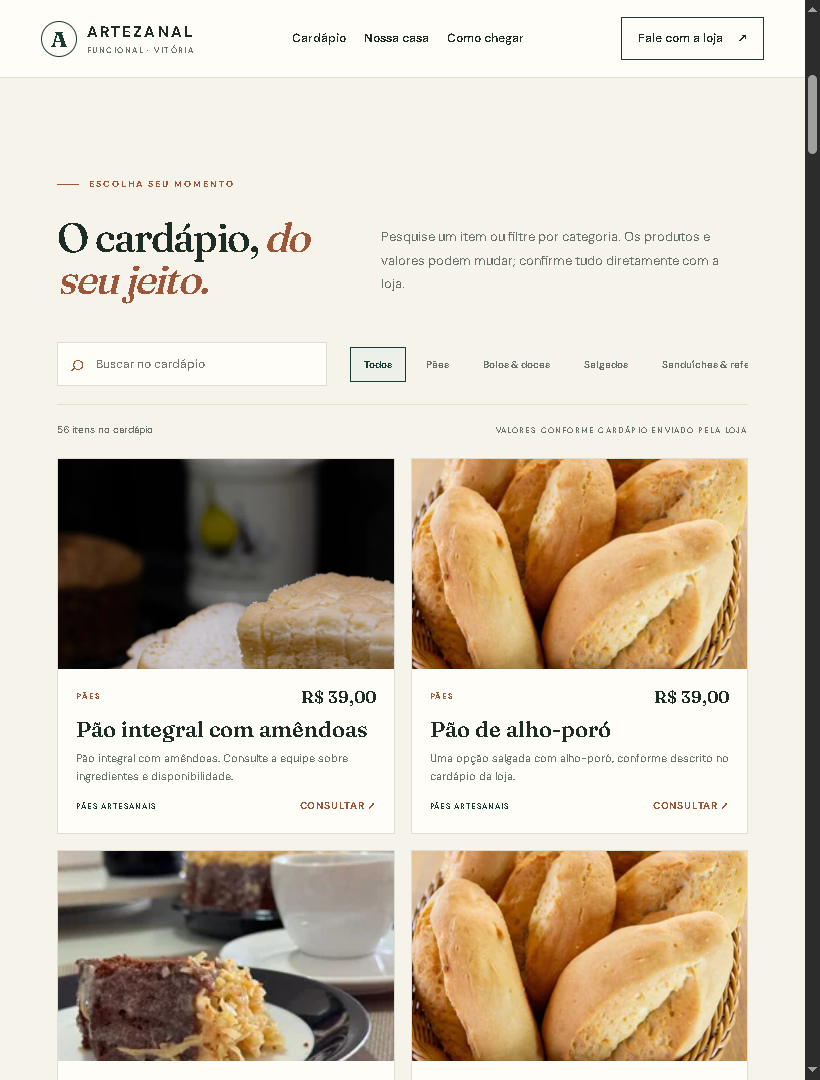 A
ARTEZANAL
FUNCIONAL · VITÓRIA
Cardápio
Nossa casa
Como chegar
Fale com a loja ↗
ESCOLHA SEU MOMENTO
O cardápio, do
seu jeito.
Pesquise um item ou filtre por categoria. Os produtos e
valores podem mudar; confirme tudo diretamente com a
loja.
Buscar no cardápio
Todos
Pães
Bolos & doces
Salgados
Sanduíches & refe
56 itens no cardápio
VALORES CONFORME CARDÁPIO ENVIADO PELA LOJA
PÃES
R$ 39,00
Pão integral com amêndoas
Pão integral com amêndoas. Consulte a equipe sobre
ingredientes e disponibilidade.
PÃES ARTESANAIS
CONSULTAR ↗
PÃES
R$ 39,00
Pão de alho-poró
Uma opção salgada com alho-poró, conforme descrito no
cardápio da loja.
PÃES ARTESANAIS
CONSULTAR ↗